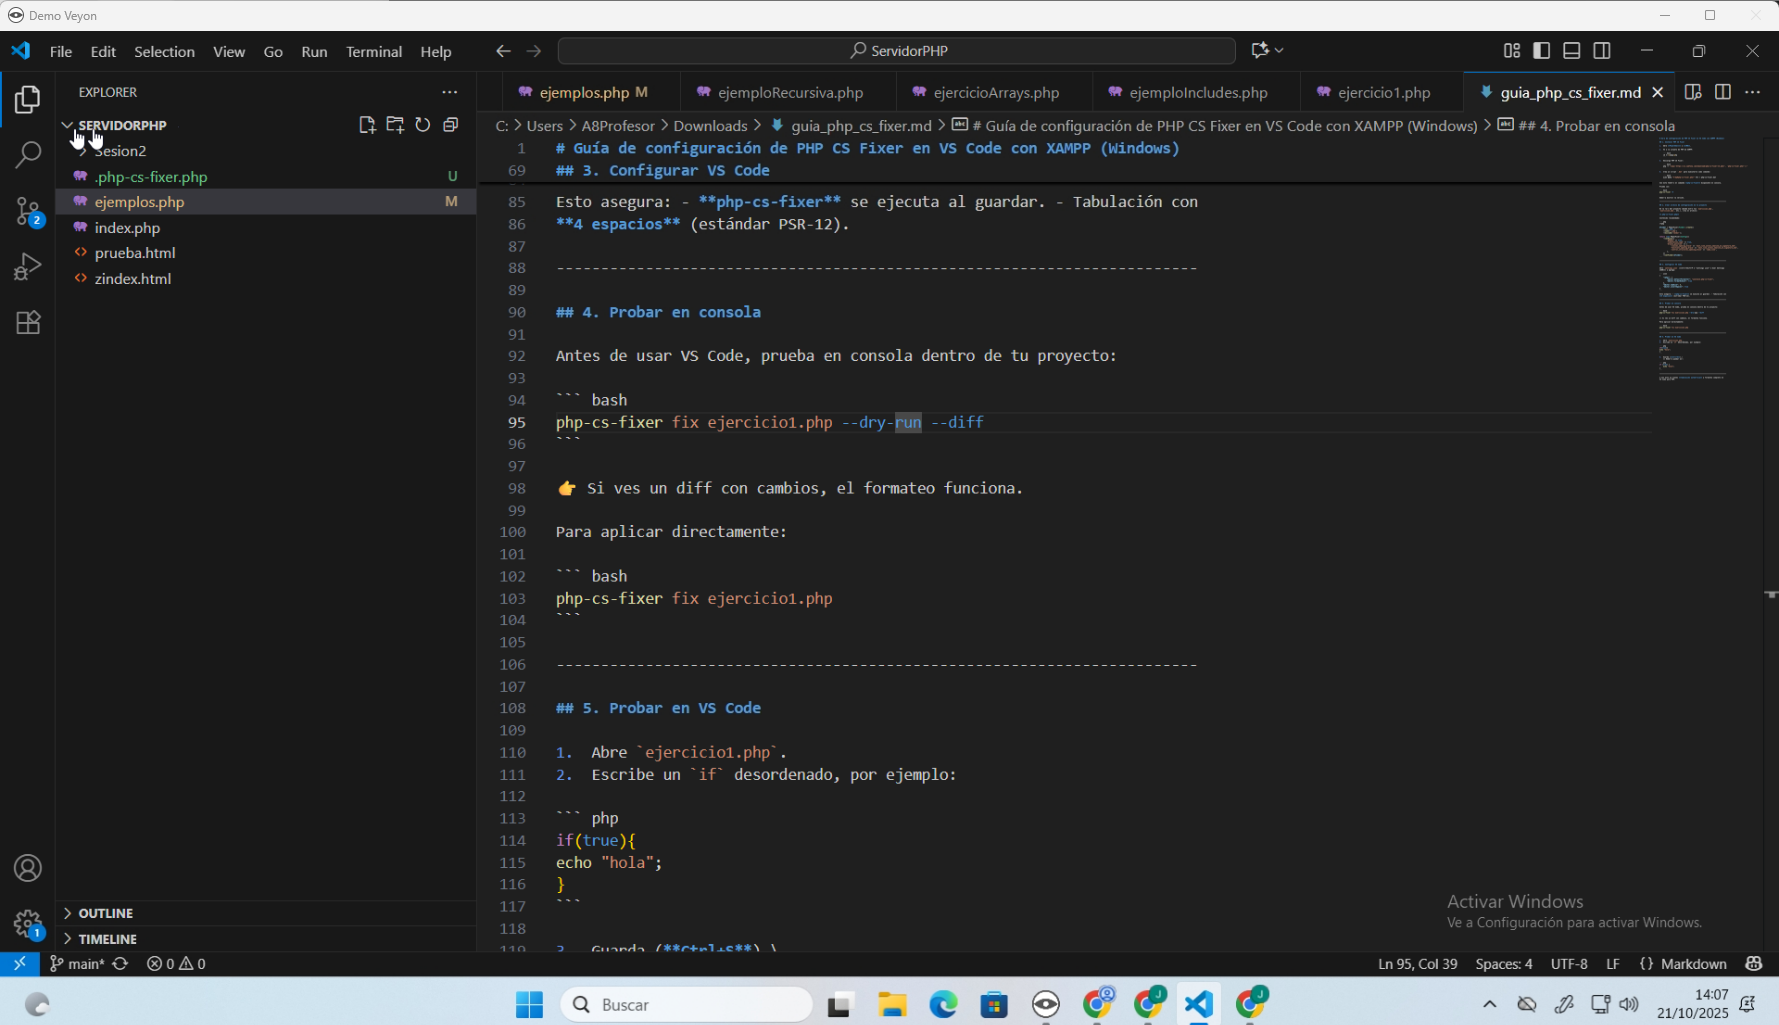 Demo Veyon
File Edit Selection View Go Run Terminal Help
ServidorPHP
EXPLORER
ejemplos.php M
ejemploRecursiva.php
ejercicioArrays.php
ejemploIncludes.php
ejercicio1.php
guia_php_cs_fixer.md
C: > Users > A8Profesor > Downloads > guia_php_cs_fixer.md > # Guía de configuración de PHP CS Fixer en VS Code con XAMPP (Windows) > ## 4. Probar en consola
SERVIDORPHP
Sesion2
.php-cs-fixer.php U
ejemplos.php M
index.php
prueba.html
zindex.html
OUTLINE
TIMELINE
1 # Guía de configuración de PHP CS Fixer en VS Code con XAMPP (Windows)
69 ## 3. Configurar VS Code
85 Esto asegura: - **php-cs-fixer** se ejecuta al guardar. - Tabulación con
86 **4 espacios** (estándar PSR-12).
87
88 ------------------------------------------------------------------------
89
90 ## 4. Probar en consola
91
92 Antes de usar VS Code, prueba en consola dentro de tu proyecto:
93
94 ``` bash
95 php-cs-fixer fix ejercicio1.php --dry-run --diff
96 ```
97
98 👉 Si ves un diff con cambios, el formateo funciona.
99
100 Para aplicar directamente:
101
102 ``` bash
103 php-cs-fixer fix ejercicio1.php
104 ```
105
106 ------------------------------------------------------------------------
107
108 ## 5. Probar en VS Code
109
110 1. Abre `ejercicio1.php`.
111 2. Escribe un `if` desordenado, por ejemplo:
112
113 ``` php
114 if(true){
115 echo "hola";
116 }
117 ```
118
119 3. Guarda (**Ctrl+S**) \
Activar Windows
Ve a Configuración para activar Windows.
main* 0 0
Ln 95, Col 39 Spaces: 4 UTF-8 LF {} Markdown
Buscar
14:07
21/10/2025